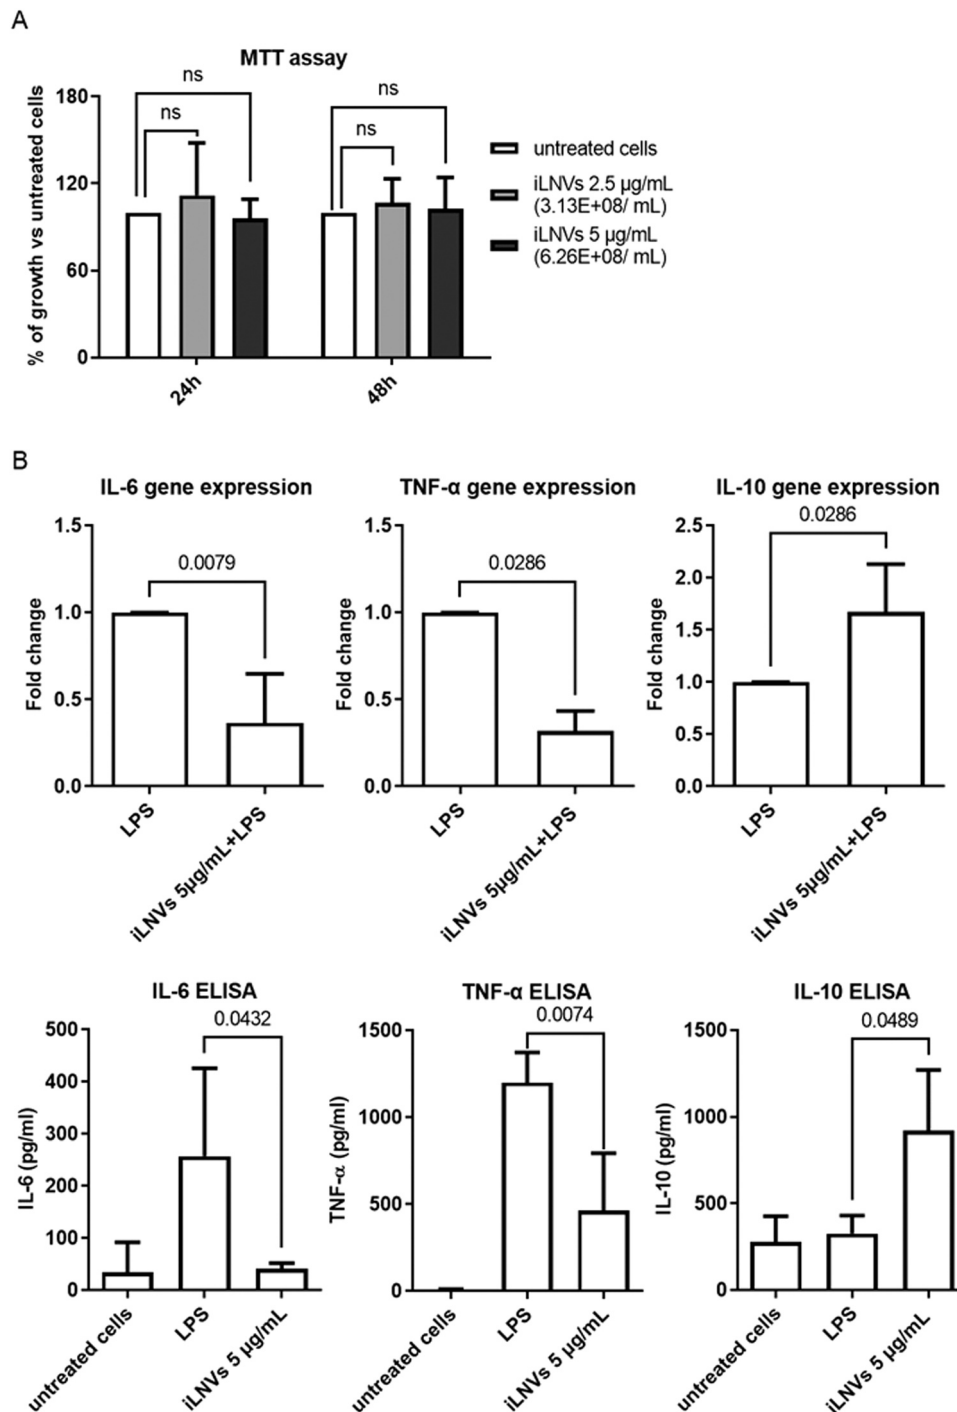 A
MTT assay
% of growth vs untreated cells
180
120
60
0
ns
ns
ns
ns
24h
48h
untreated cells
iLNVs 2.5 µg/mL
(3.13E+08/ mL)
iLNVs 5 µg/mL
(6.26E+08/ mL)
B
IL-6 gene expression
Fold change
1.5
1.0
0.5
0.0
0.0079
LPS
iLNVs 5µg/mL+LPS
TNF-α gene expression
Fold change
1.5
1.0
0.5
0.0
0.0286
LPS
iLNVs 5µg/mL+LPS
IL-10 gene expression
Fold change
2.5
2.0
1.5
1.0
0.5
0.0
0.0286
LPS
iLNVs 5µg/mL+LPS
IL-6 ELISA
IL-6 (pg/ml)
500
400
300
200
100
0
0.0432
untreated cells
LPS
iLNVs 5 µg/mL
TNF-α ELISA
TNF-α (pg/ml)
1500
1000
500
0
0.0074
untreated cells
LPS
iLNVs 5 µg/mL
IL-10 ELISA
IL-10 (pg/ml)
1500
1000
500
0
0.0489
untreated cells
LPS
iLNVs 5 µg/mL